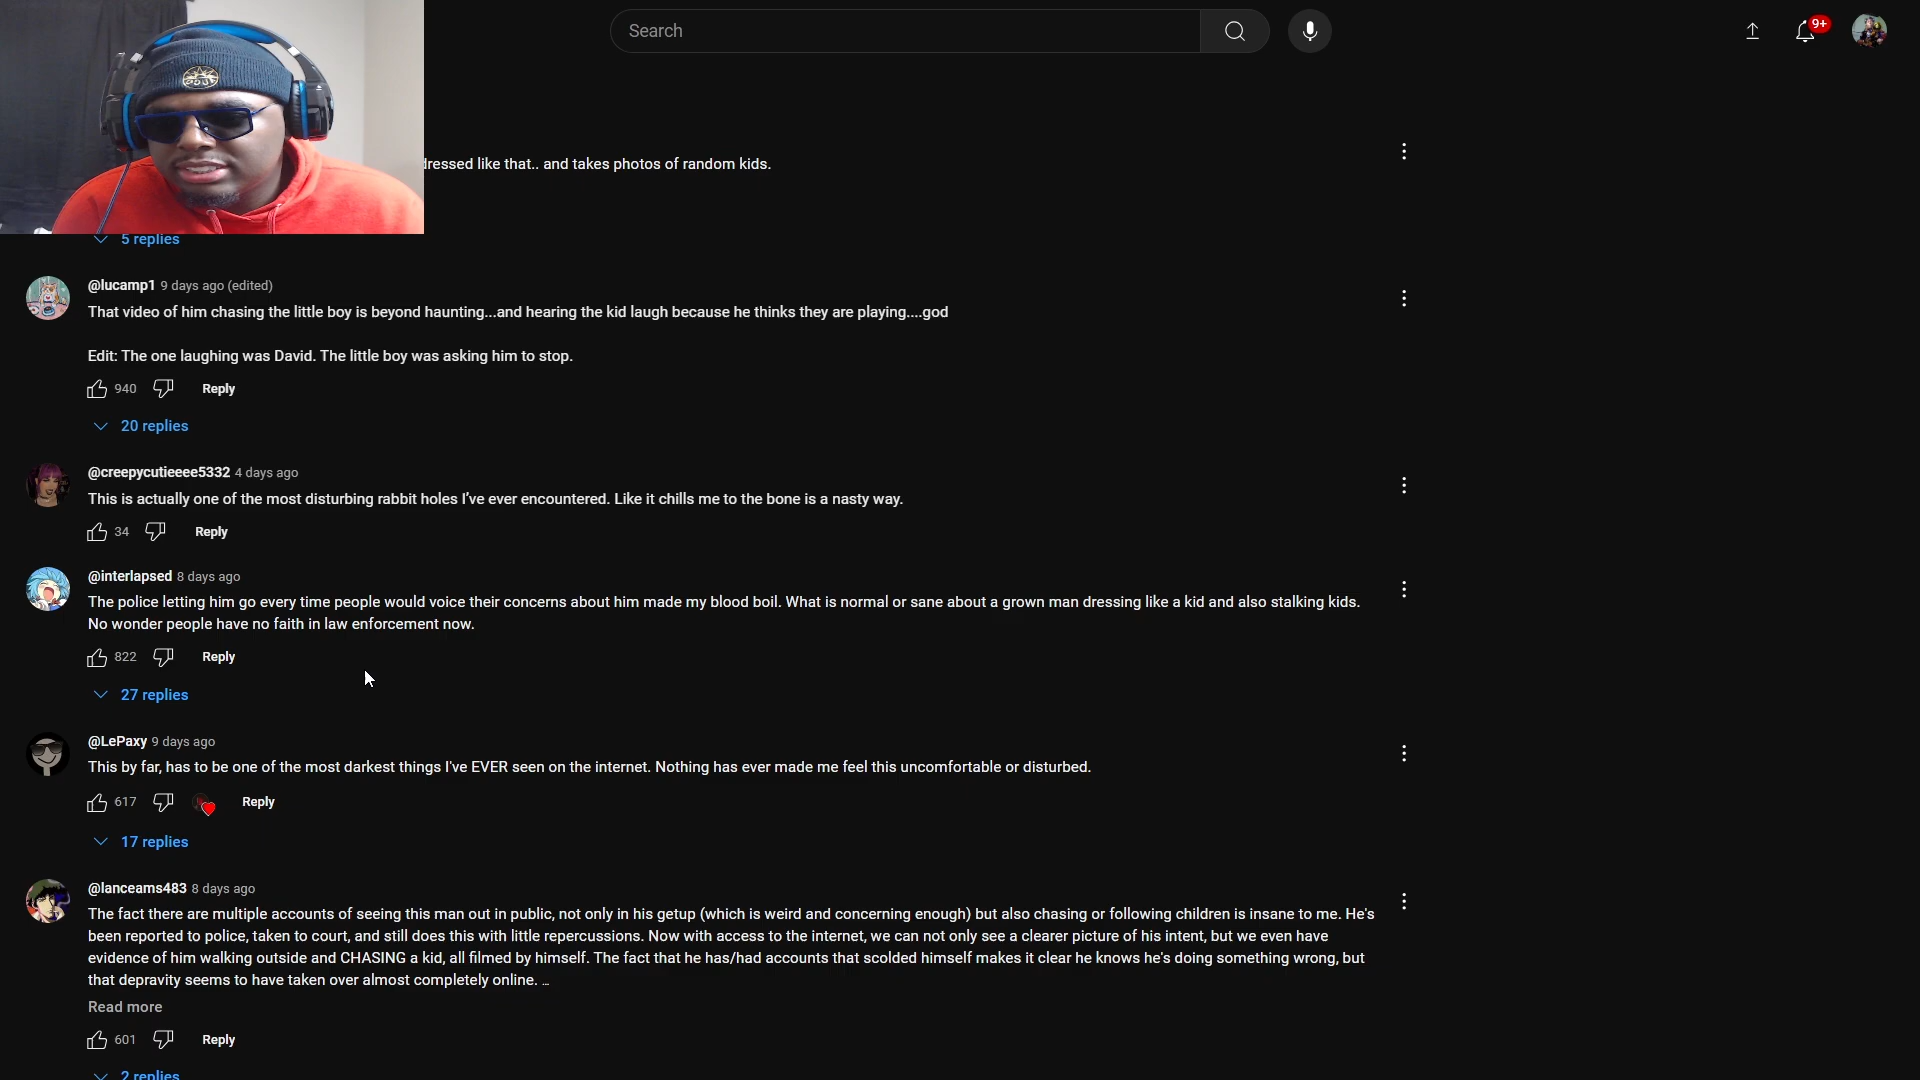 Search
9+
dressed like that.. and takes photos of random kids.
5 replies
@lucamp1 9 days ago (edited)
That video of him chasing the little boy is beyond haunting...and hearing the kid laugh because he thinks they are playing....god
Edit: The one laughing was David. The little boy was asking him to stop.
940 Reply
20 replies
@creepycutieeee5332 4 days ago
This is actually one of the most disturbing rabbit holes I've ever encountered. Like it chills me to the bone is a nasty way.
34 Reply
@interlapsed 8 days ago
The police letting him go every time people would voice their concerns about him made my blood boil. What is normal or sane about a grown man dressing like a kid and also stalking kids.
No wonder people have no faith in law enforcement now.
822 Reply
27 replies
@LePaxy 9 days ago
This by far, has to be one of the most darkest things I've EVER seen on the internet. Nothing has ever made me feel this uncomfortable or disturbed.
617 Reply
17 replies
@lanceams483 8 days ago
The fact there are multiple accounts of seeing this man out in public, not only in his getup (which is weird and concerning enough) but also chasing or following children is insane to me. He's
been reported to police, taken to court, and still does this with little repercussions. Now with access to the internet, we can not only see a clearer picture of his intent, but we even have
evidence of him walking outside and CHASING a kid, all filmed by himself. The fact that he has/had accounts that scolded himself makes it clear he knows he's doing something wrong, but
that depravity seems to have taken over almost completely online. ...
Read more
601 Reply
2 replies